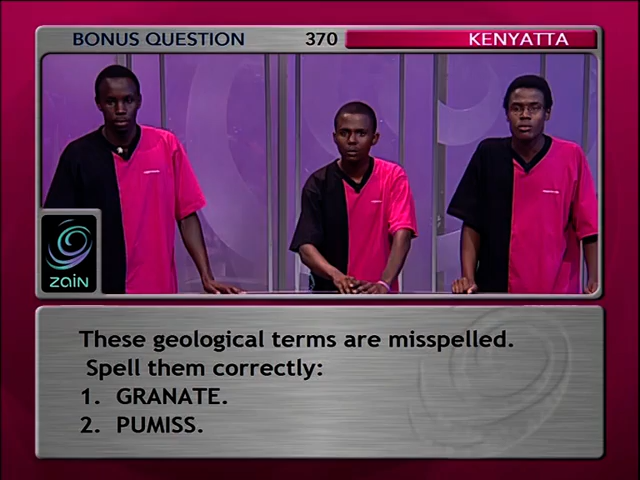 BONUS QUESTION 370 KENYATTA
zain
These geological terms are misspelled.
Spell them correctly:
1. GRANATE.
2. PUMISS.